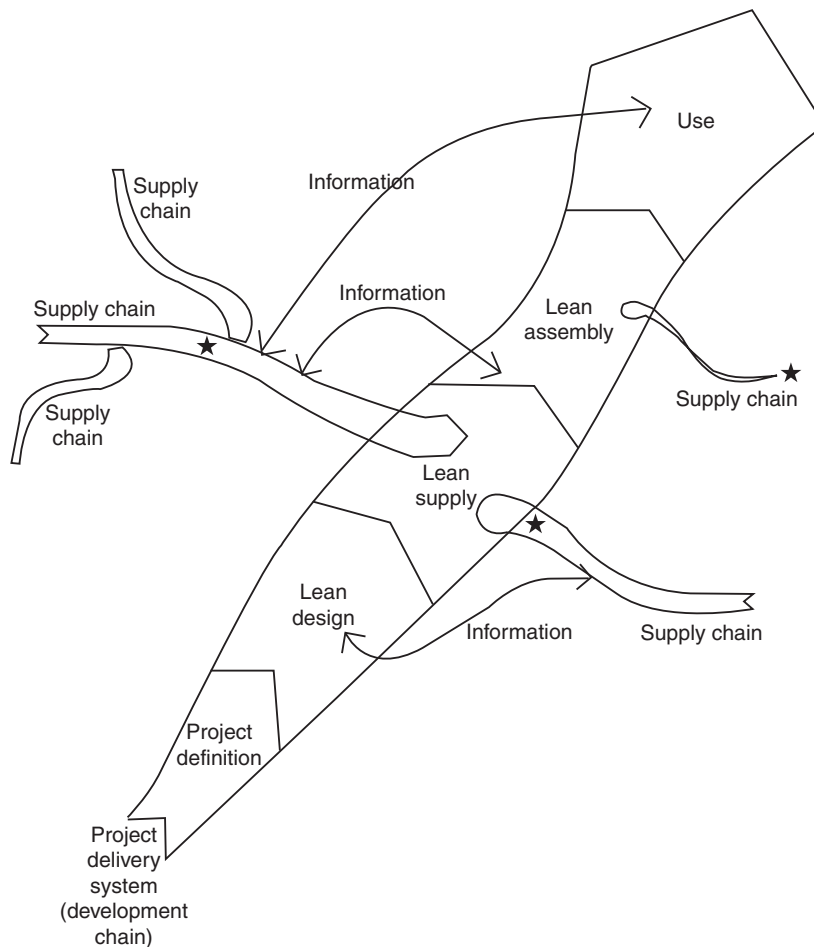 Use
Information
Supply
chain
Information
Supply chain
Lean
assembly
Supply chain
Supply
chain
Lean
supply
Lean
design
Information
Supply chain
Project
definition
Project
delivery
system
(development
chain)